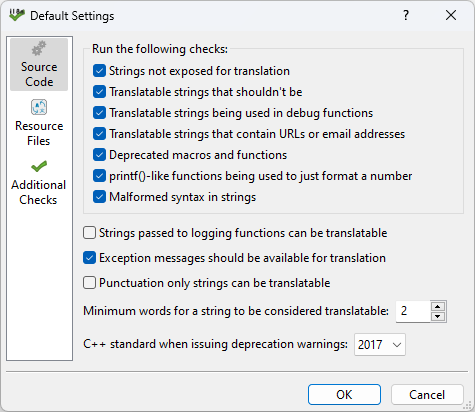 Default Settings
Source
Code
Resource
Files
Additional
Checks
Run the following checks:
Strings not exposed for translation
Translatable strings that shouldn't be
Translatable strings being used in debug functions
Translatable strings that contain URLs or email addresses
Deprecated macros and functions
printf()-like functions being used to just format a number
Malformed syntax in strings
Strings passed to logging functions can be translatable
Exception messages should be available for translation
Punctuation only strings can be translatable
Minimum words for a string to be considered translatable: 2
C++ standard when issuing deprecation warnings: 2017
OK Cancel